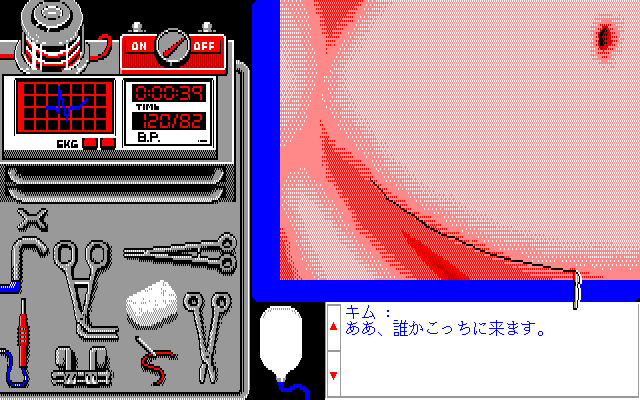 ON OFF
0:00:39
TIME
120/82
EKG
B.P.
キム :
ああ、誰かこっちに来ます。